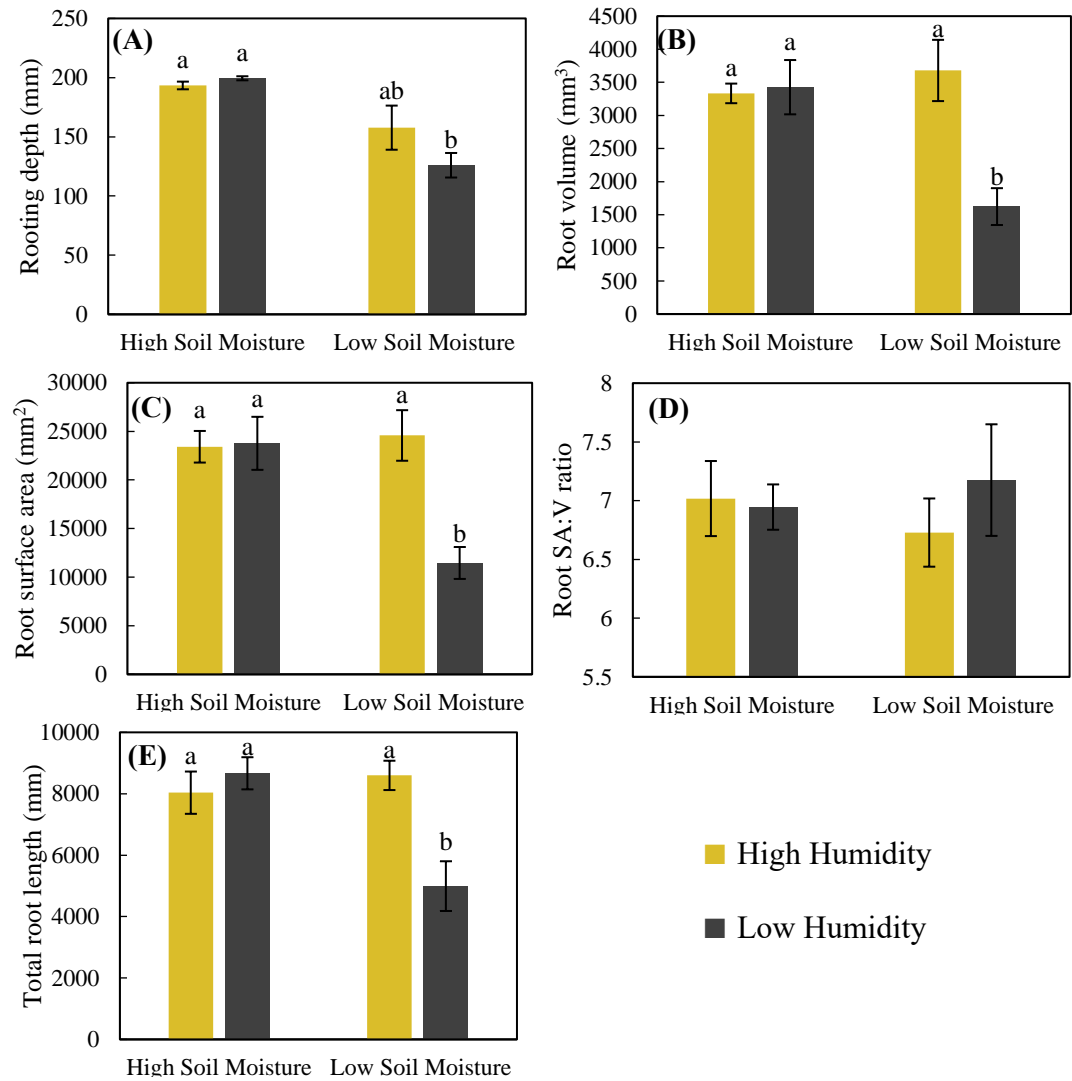 (A)
Rooting depth (mm)
250
200
150
100
50
0
a
a
ab
b
High Soil Moisture
Low Soil Moisture
(B)
Root volume (mm³)
4500
4000
3500
3000
2500
2000
1500
1000
500
0
a
a
a
b
High Soil Moisture
Low Soil Moisture
(C)
Root surface area (mm²)
30000
25000
20000
15000
10000
5000
0
a
a
a
b
High Soil Moisture
Low Soil Moisture
(D)
Root SA:V ratio
8
7.5
7
6.5
6
5.5
High Soil Moisture
Low Soil Moisture
(E)
Total root length (mm)
10000
8000
6000
4000
2000
0
a
a
a
b
High Soil Moisture
Low Soil Moisture
High Humidity
Low Humidity